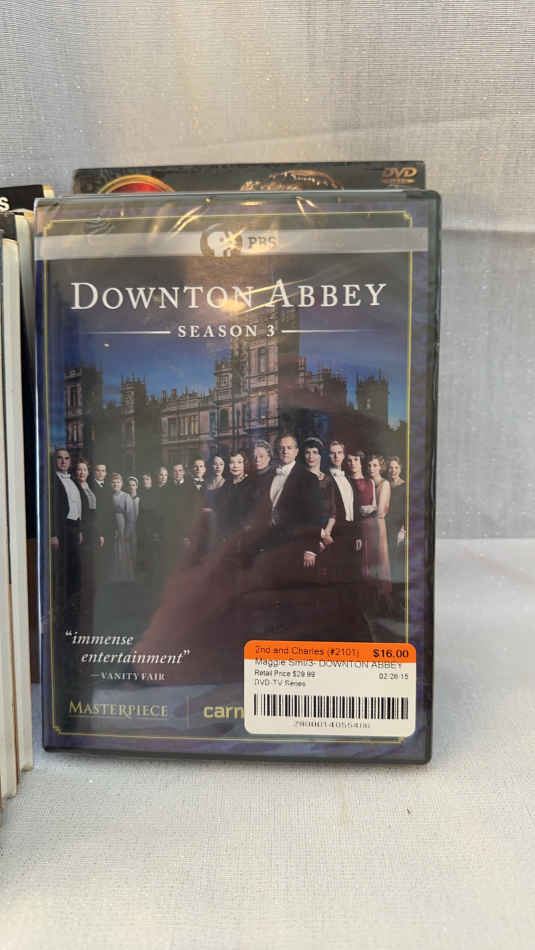 DVD
S
PBS
DOWNTON ABBEY
SEASON 3
"immense
entertainment"
— VANITY FAIR
MASTERPIECE
carn
2nd and Charles (#2101) $16.00
Maggie Smi/3- DOWNTON ABBEY
Retail Price $29.99 02 26 15
DVD-TV Series